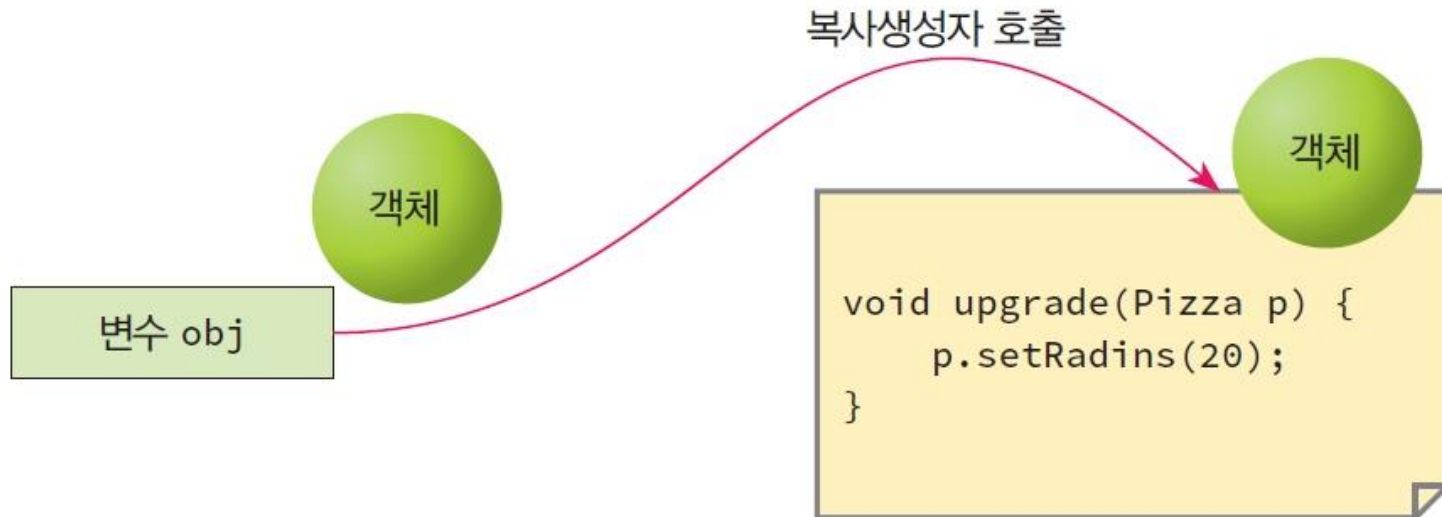 복사생성자 호출
객체
객체
변수 obj
void upgrade(Pizza p) {
    p.setRadins(20);
}